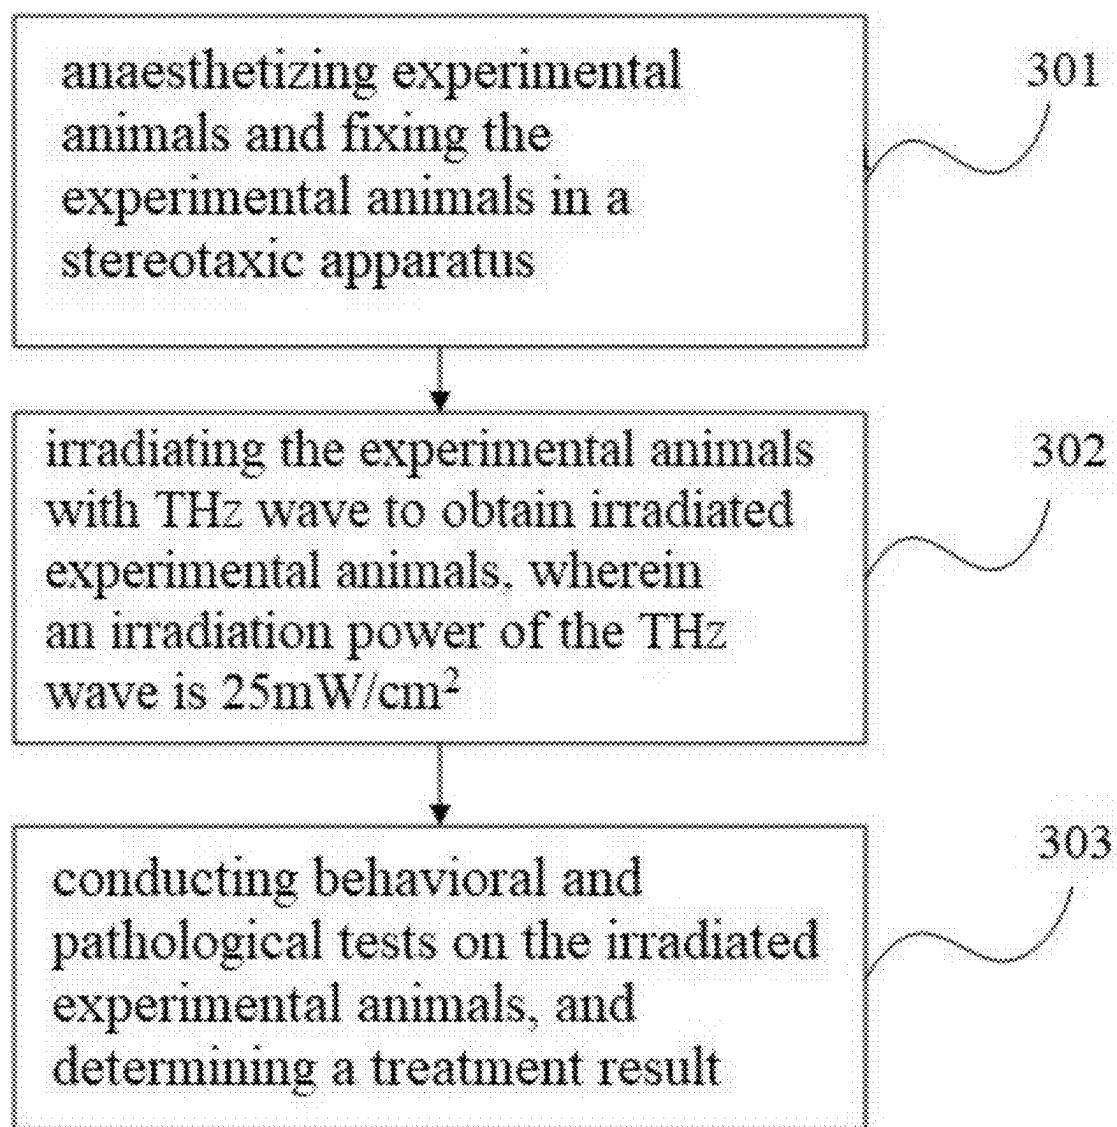 anaesthetizing experimental
animals and fixing the
experimental animals in a
stereotaxic apparatus
301
irradiating the experimental animals
with THz wave to obtain irradiated
experimental animals, wherein
an irradiation power of the THz
wave is 25mW/cm²
302
conducting behavioral and
pathological tests on the irradiated
experimental animals, and
determining a treatment result
303